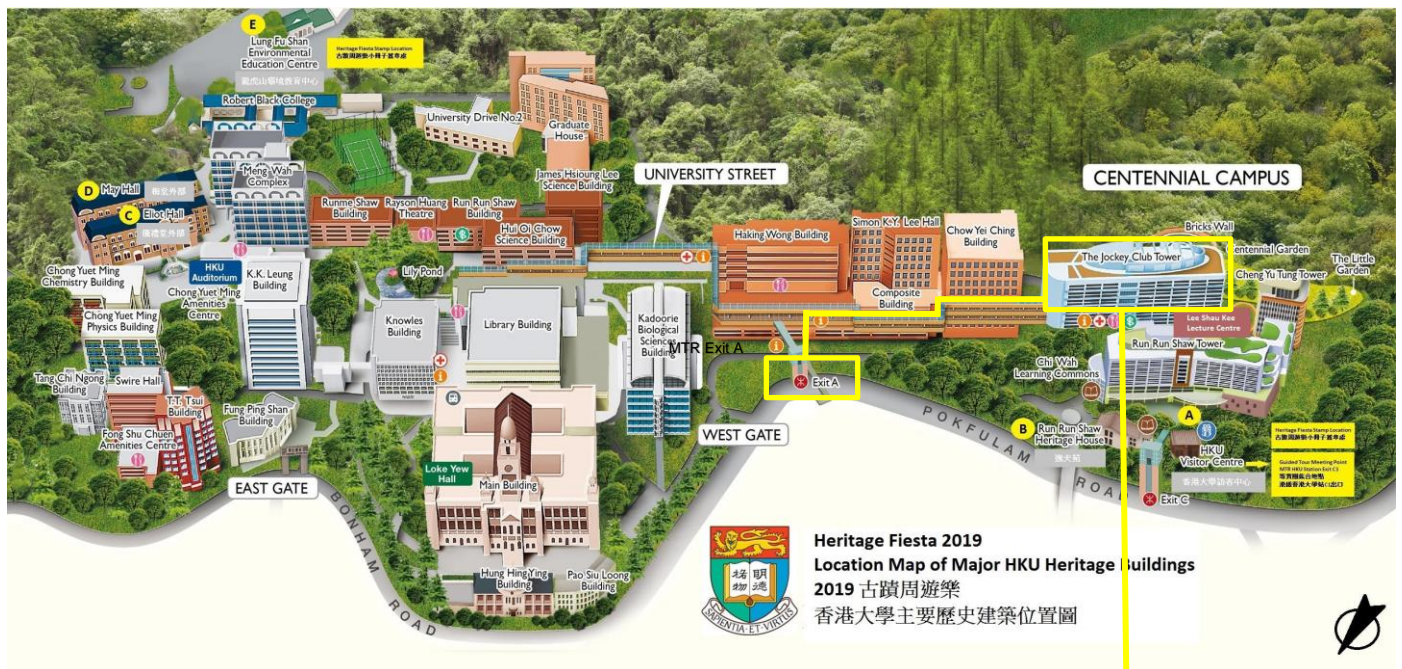 E
Lung Fu Shan
Environmental
Education Centre
龍虎山環境教育中心
Heritage Fiesta Stamp Location
古蹟周遊樂小冊子蓋印處
Robert Black College
University Drive No.2
Graduate
House
James Hsioung Lee
Science Building
UNIVERSITY STREET
CENTENNIAL CAMPUS
D
May Hall
梅堂外部
C
Eliot Hall
儀禮堂外部
Meng Wah
Complex
Runme Shaw
Building
Rayson Huang
Theatre
Run Run Shaw
Building
Hui Oi Chow
Science Building
Haking Wong Building
Simon K.Y. Lee Hall
Chow Yei Ching
Building
Composite
Building
Bricks Wall
The Jockey Club Tower
entennial Garden
Cheng Yu Tung Tower
The Little
Garden
Lee Shau Kee
Lecture Centre
Run Run Shaw Tower
Chi Wah
Learning Commons
HKU
Auditorium
Chong Yuet Ming
Chemistry Building
Chong Yuet Ming
Amenities
Centre
K.K. Leung
Building
Lily Pond
Chong Yuet Ming
Physics Building
Knowles
Building
Library Building
Kadoorie
Biological
Sciences
Building
MTR Exit A
Exit A
Tang Chi Ngong
Building
Swire Hall
T.T. Tsui
Building
Fung Ping Shan
Building
Fong Shu Chuen
Amenities Centre
EAST GATE
WEST GATE
Loke Yew
Hall
Main Building
Hung Hing Ying
Building
Pao Siu Loong
Building
BONHAM
ROAD
POKFULAM
ROAD
B
Run Run Shaw
Heritage House
A
HKU
Visitor Centre
香港大學訪客中心
Exit C
Heritage Fiesta Stamp Location
古蹟周遊樂小冊子蓋印處
Guided Tour Meeting Point
MTR HKU Station Exit C1
港鐵香港大學站C1出口
SAPIENTIA·ET·VIRTUS
明德
格物
Heritage Fiesta 2019
Location Map of Major HKU Heritage Buildings
2019 古蹟周遊樂
香港大學主要歷史建築位置圖